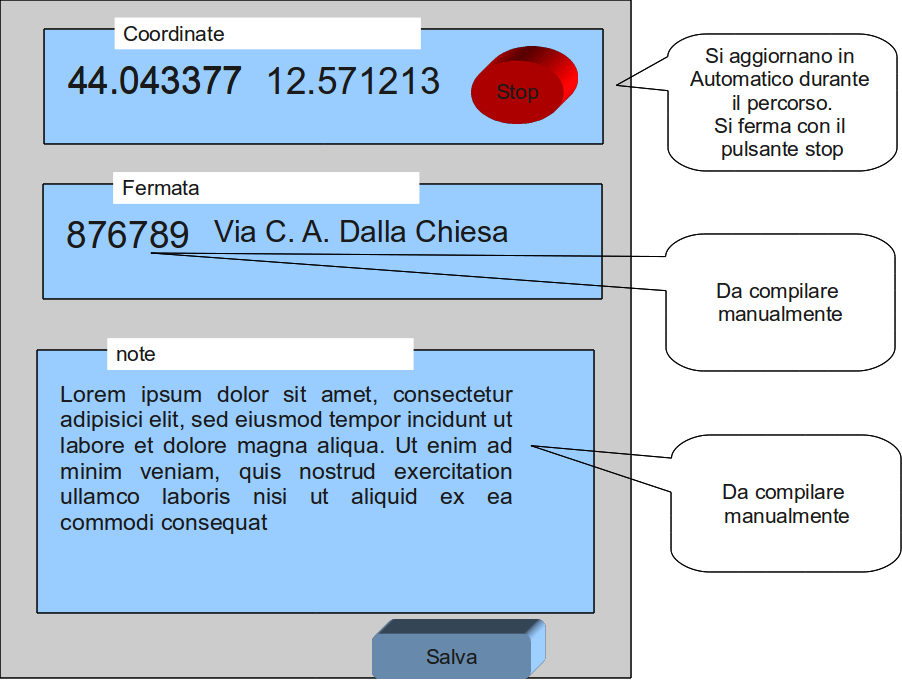 Coordinate
44.043377 12.571213
Stop
Si aggiornano in
Automatico durante
il percorso.
Si ferma con il
pulsante stop
Fermata
876789 Via C. A. Dalla Chiesa
Da compilare
manualmente
note
Lorem ipsum dolor sit amet, consectetur
adipisici elit, sed eiusmod tempor incidunt ut
labore et dolore magna aliqua. Ut enim ad
minim veniam, quis nostrud exercitation
ullamco laboris nisi ut aliquid ex ea
commodi consequat
Da compilare
manualmente
Salva